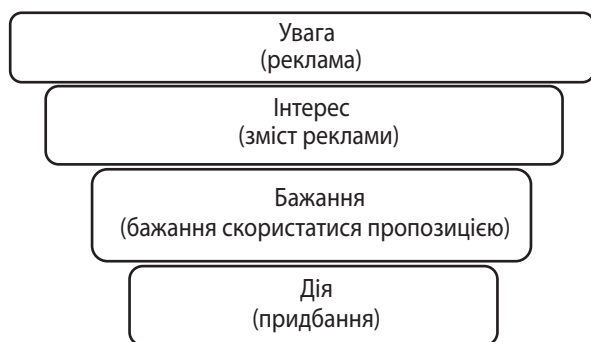 Увага
(реклама)
Інтерес
(зміст реклами)
Бажання
(бажання скористатися пропозицією)
Дія
(придбання)